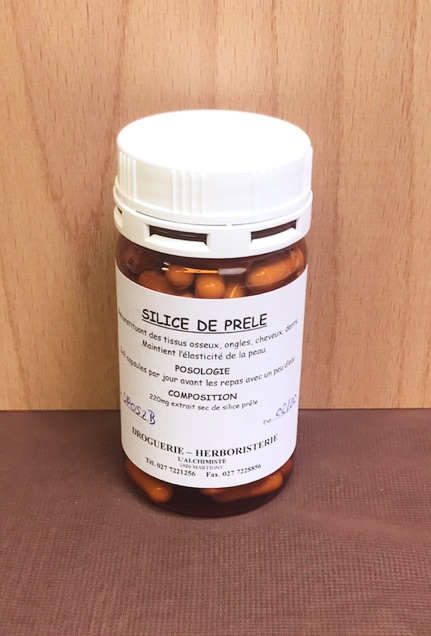 SILICE DE PRELE
des tissus osseux, ongles, cheveux, dents.
Maintient l'élasticité de la peau.
POSOLOGIE
capsules par jour avant les repas avec un peu d'eau
COMPOSITION
220mg extrait sec de silice prêle
DROGUERIE – HERBORISTERIE
L'ALCHIMISTE
1920 MARTIGNY
Tél. 027 7221256 Fax. 027 7228856